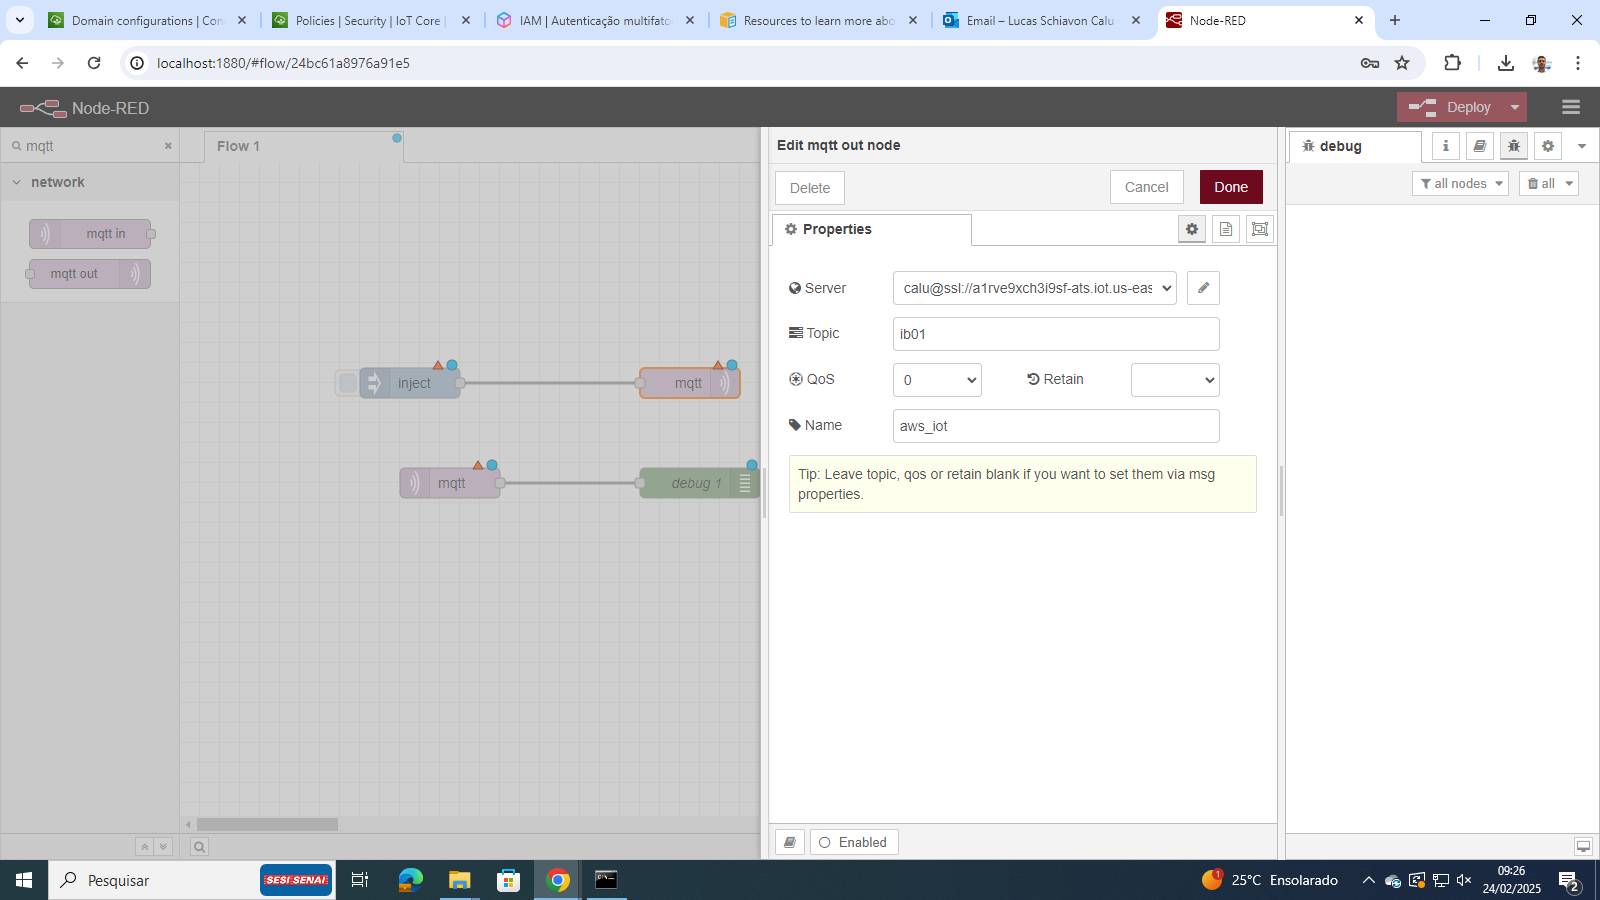 Domain configurations | Con
Policies | Security | IoT Core |
IAM | Autenticação multifato
Resources to learn more abo
Email – Lucas Schiavon Calu
Node-RED
localhost:1880/#flow/24bc61a8976a91e5
Node-RED
Deploy
mqtt
Flow 1
network
mqtt in
mqtt out
inject
mqtt
mqtt
debug 1
Edit mqtt out node
Delete
Cancel
Done
Properties
Server
calu@ssl://a1rve9xch3i9sf-ats.iot.us-eas
Topic
ib01
QoS
0
Retain
Name
aws_iot
Tip: Leave topic, qos or retain blank if you want to set them via msg
properties.
Enabled
debug
i
all nodes
all
Pesquisar
SESI SENAI
1
25°C Ensolarado
09:26
24/02/2025
2